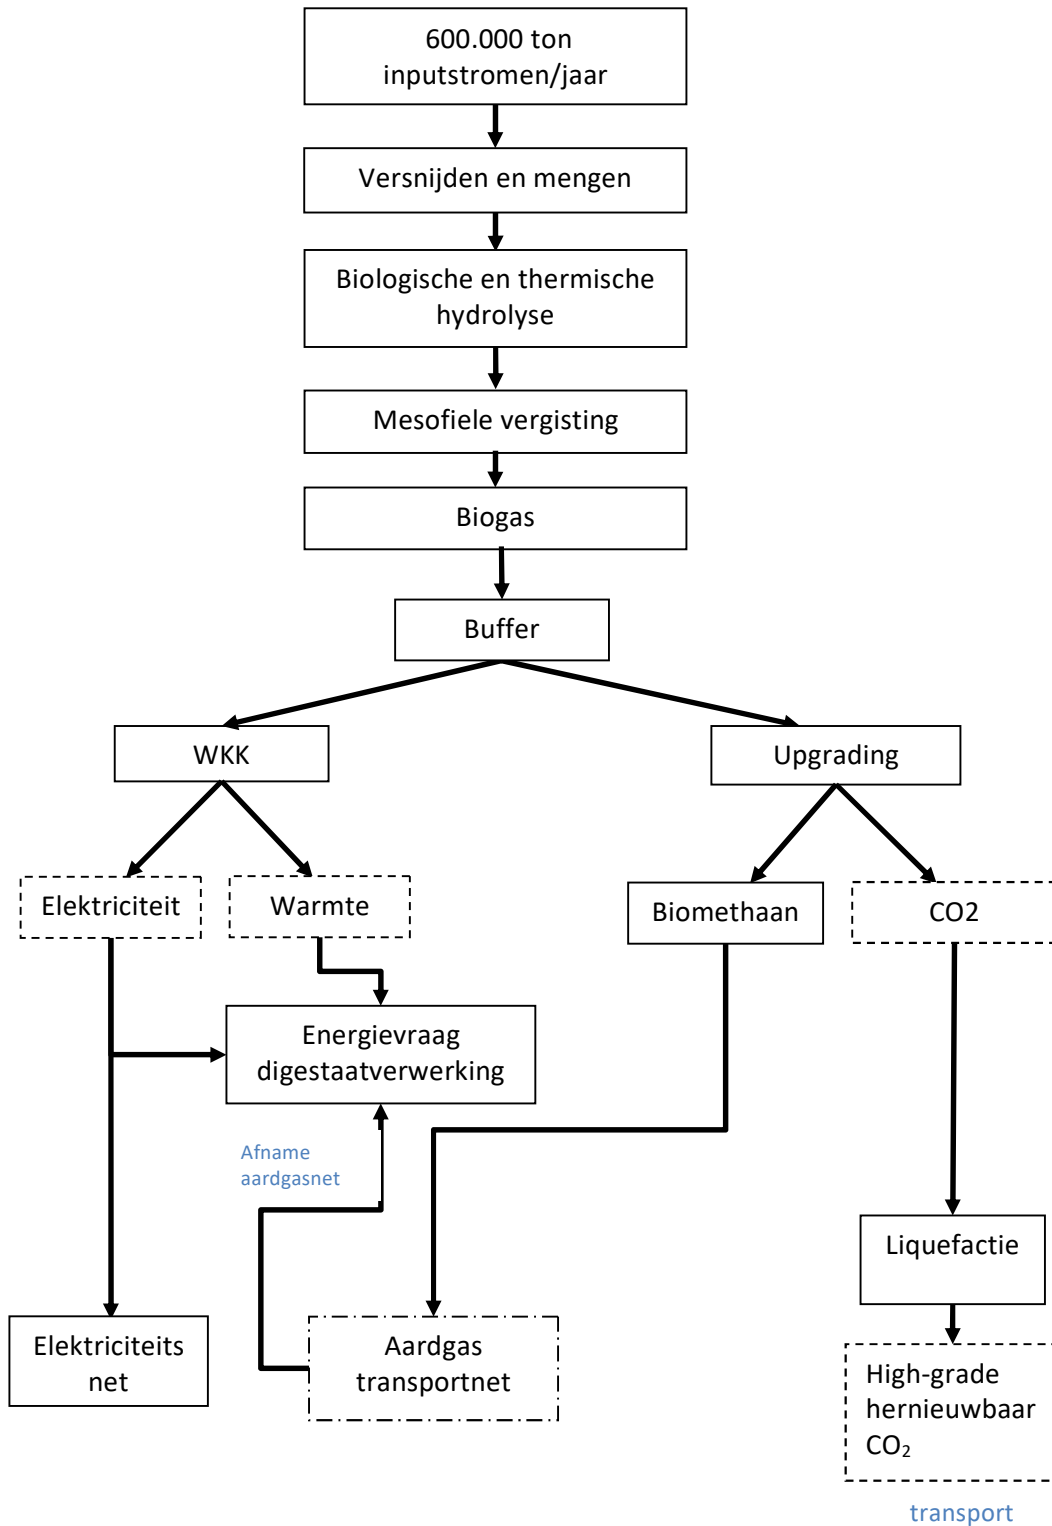 600.000 ton
inputstromen/jaar
Versnijden en mengen
Biologische en thermische
hydrolyse
Mesofiele vergisting
Biogas
Buffer
WKK
Upgrading
Elektriciteit
Warmte
Biomethaan
CO2
Energievraag
digestaatverwerking
Afname
aardgasnet
Liquefactie
Elektriciteits
net
Aardgas
transportnet
High-grade
hernieuwbaar
CO₂
transport